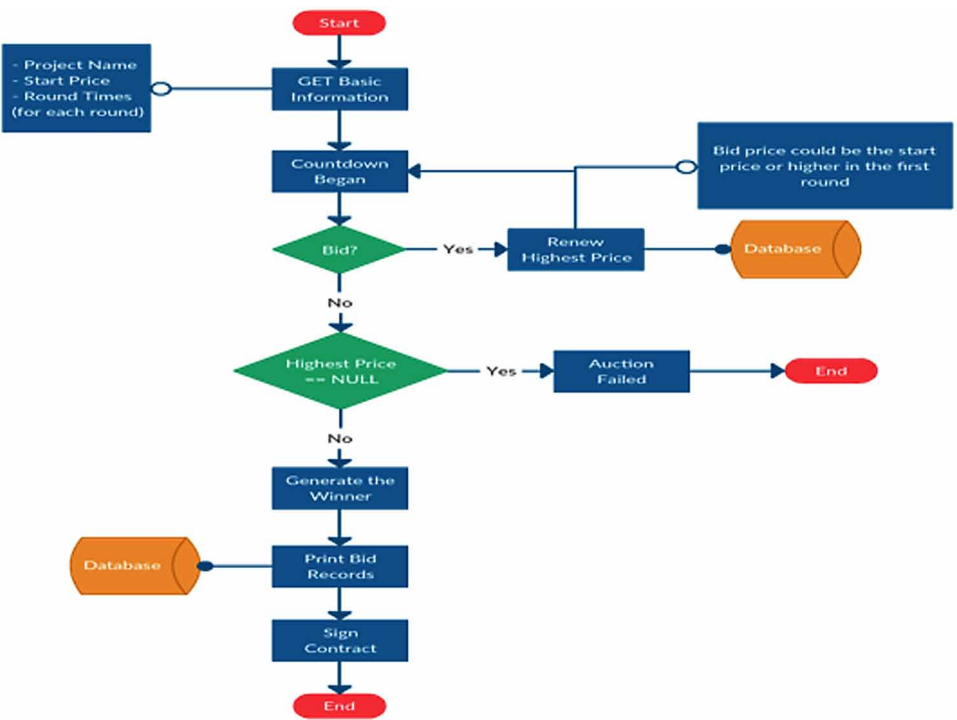 Start
- Project Name
- Start Price
- Round Times
(for each round)
GET Basic
Information
Countdown
Began
Bid price could be the start
price or higher in the first
round
Bid?
Yes
Renew
Highest Price
Database
No
Highest Price
== NULL
Yes
Auction
Failed
End
No
Generate the
Winner
Database
Print Bid
Records
Sign
Contract
End